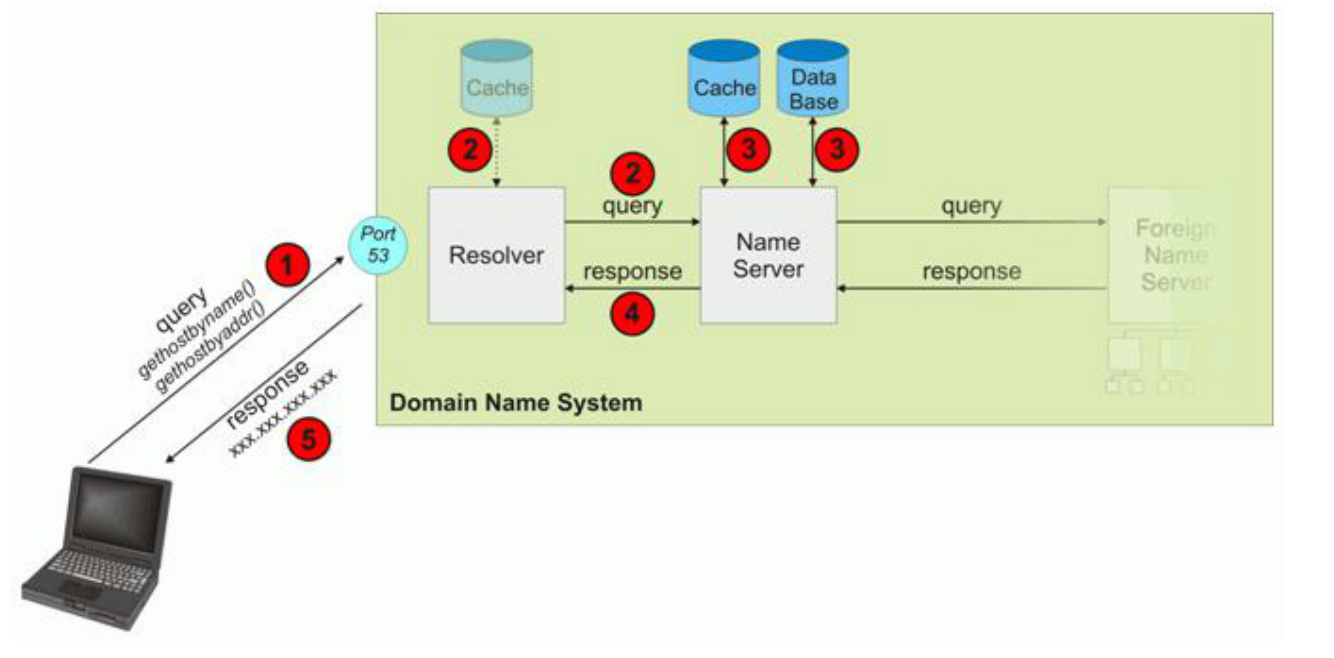 Cache
Cache
Data
Base
2
3
3
2
query
query
Port
53
Resolver
Name
Server
Foreign
Name
Server
1
query
gethostbyname()
gethostbyaddr()
response
response
4
response
xxx.xxx.xxx.xxx
5
Domain Name System